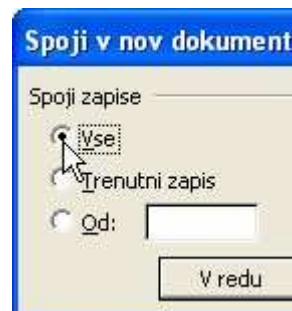 Spoji v nov dokument
Spoji zapise
Vse
Trenutni zapis
Od:
V redu